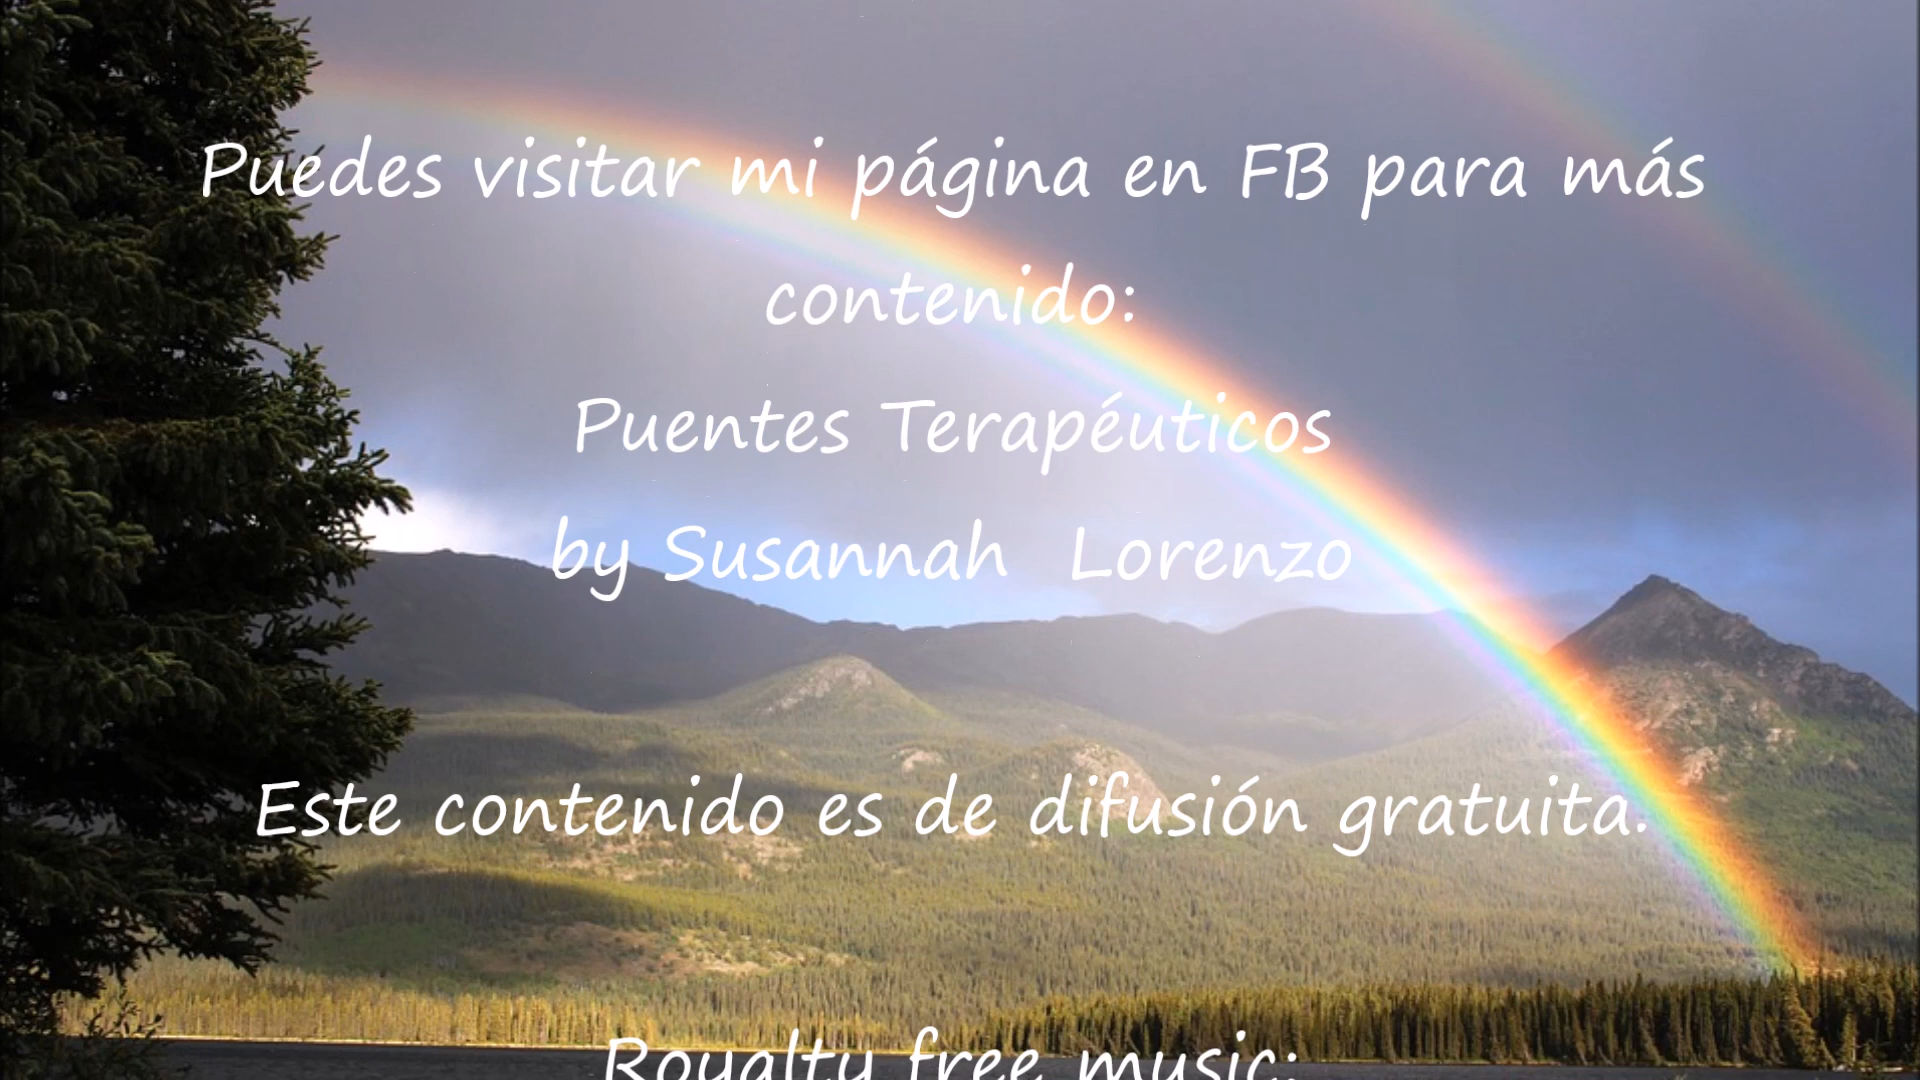 Puedes visitar mi página en FB para más
contenido:
Puentes Terapéuticos
by Susannah Lorenzo
Este contenido es de difusión gratuita.
Royalty free music: